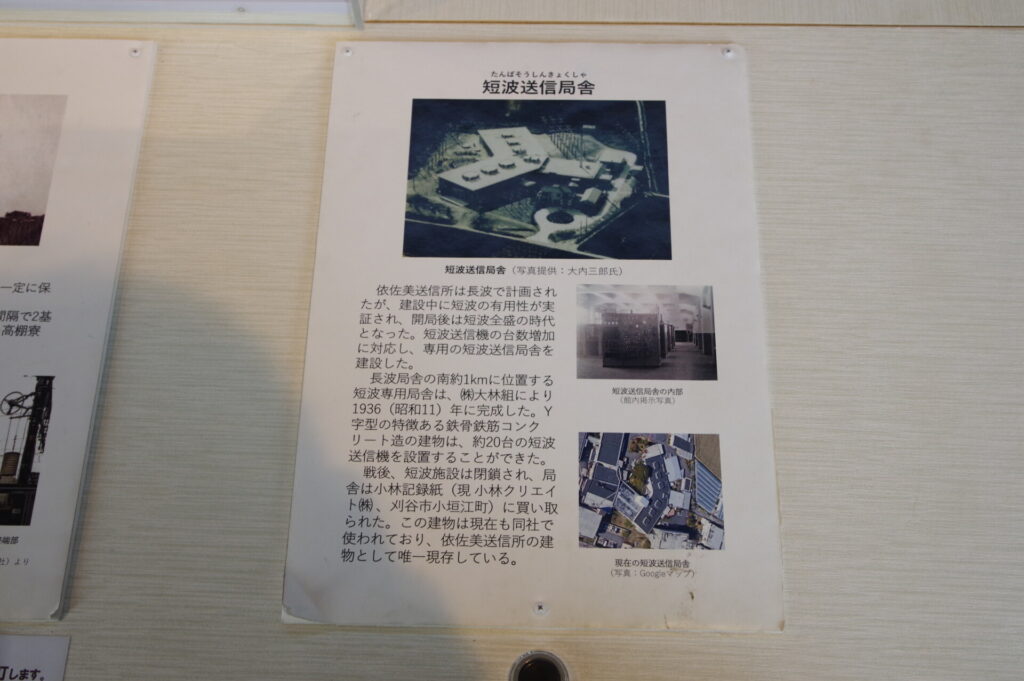 一定に保
間隔で2基
高棚寮
端部
社）より
灯します。
たんぱそうしんきょくしゃ
短波送信局舎
短波送信局舎（写真提供：大内三郎氏）
依佐美送信所は長波で計画され
たが、建設中に短波の有用性が実
証され、開局後は短波全盛の時代
となった。短波送信機の台数増加
に対応し、専用の短波送信局舎を
建設した。
長波局舎の南約1kmに位置する
短波専用局舎は、㈱大林組により
1936（昭和11）年に完成した。Y
字型の特徴ある鉄骨鉄筋コンク
リート造の建物は、約20台の短波
送信機を設置することができた。
戦後、短波施設は閉鎖され、局
舎は小林記録紙（現 小林クリエイ
ト㈱、刈谷市小垣江町）に買い取
られた。この建物は現在も同社で
使われており、依佐美送信所の建
物として唯一現存している。
短波送信局舎の内部
（館内掲示写真）
現在の短波送信局舎
（写真：Googleマップ）